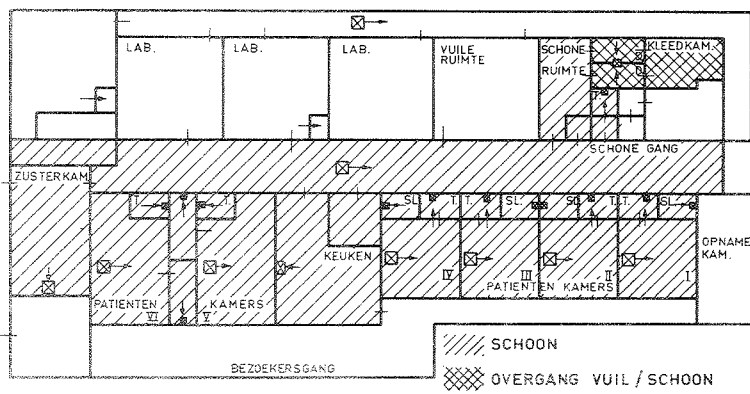 LAB.
LAB.
LAB.
VUILE
RUIMTE
SCHONE
RUIMTE
KLEEDKAM.
T.
SCHONE GANG
ZUSTERKAM.
T.
T.
SL.
T.
T.
SL.
SL.
T.
T.
SL.
OPNAME
KAM.
KEUKEN
PATIENTEN
KAMERS
VI
V
IV
III
II
I
PATIENTEN KAMERS
BEZOEKERSGANG
SCHOON
OVERGANG VUIL / SCHOON